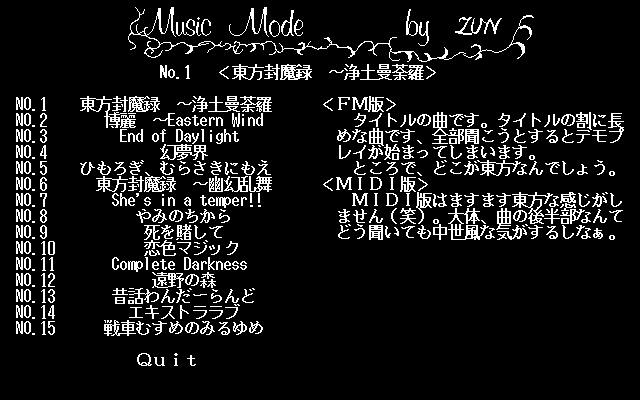 Music Mode by ZUN
No.1 <東方封魔録 ～浄土曼荼羅>
NO.1 東方封魔録 ～浄土曼荼羅
NO.2 博麗 ～Eastern Wind
NO.3 End of Daylight
NO.4 幻夢界
NO.5 ひもろぎ、むらさきにもえ
NO.6 東方封魔録 ～幽幻乱舞
NO.7 She's in a temper!!
NO.8 やみのちから
NO.9 死を賭して
NO.10 恋色マジック
NO.11 Complete Darkness
NO.12 遠野の森
NO.13 昔話わんだーらんど
NO.14 エキストララブ
NO.15 戦車むすめのみるゆめ
Quit
<ＦＭ版>
タイトルの曲です。タイトルの割に長
めな曲です、全部聞こうとするとデモプ
レイが始まってしまいます。
ところで、どこが東方なんでしょう。
<ＭＩＤＩ版>
ＭＩＤＩ版はますます東方な感じがし
ません（笑）。大体、曲の後半部なんて
どう聞いても中世風な気がするしなぁ。